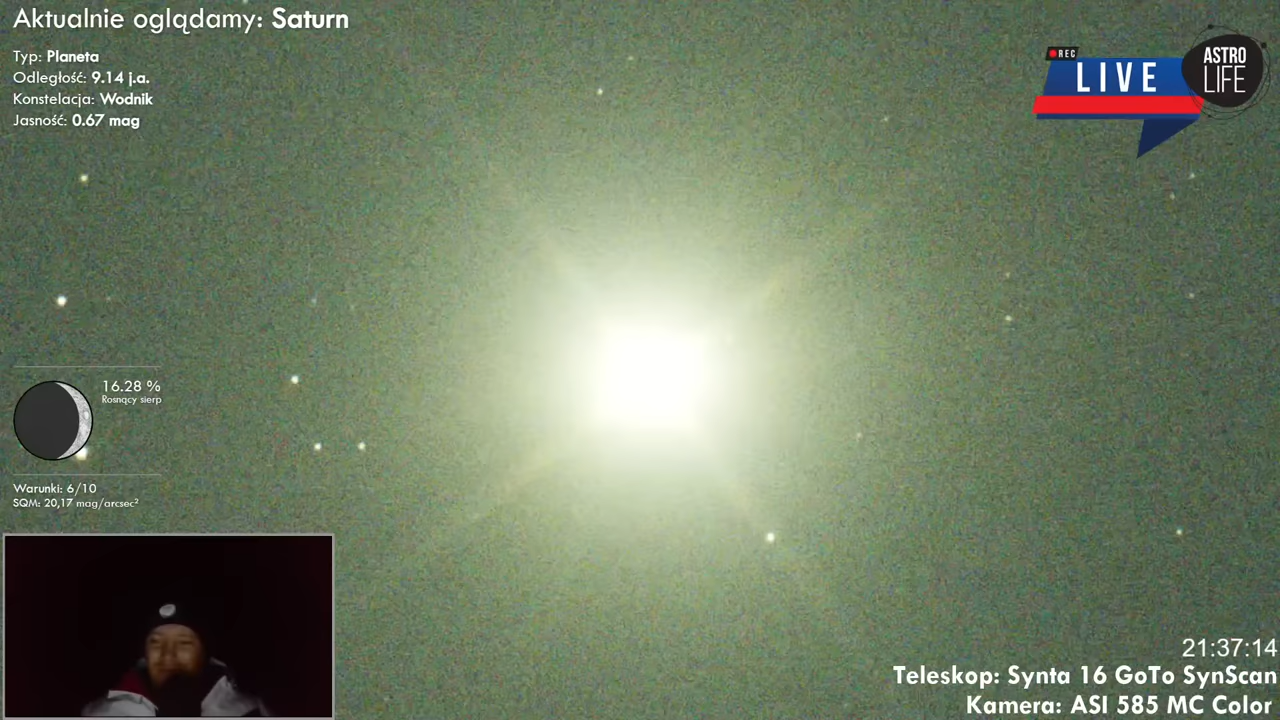 Aktualnie oglądamy: Saturn
Typ: Planeta
Odległość: 9.14 j.a.
Konstelacja: Wodnik
Jasność: 0.67 mag
REC
LIVE
ASTRO
LIFE
16.28 %
Rosnący sierp
Warunki: 6/10
SQM: 20,17 mag/arcsec²
21:37:14
Teleskop: Synta 16 GoTo SynScan
Kamera: ASI 585 MC Color